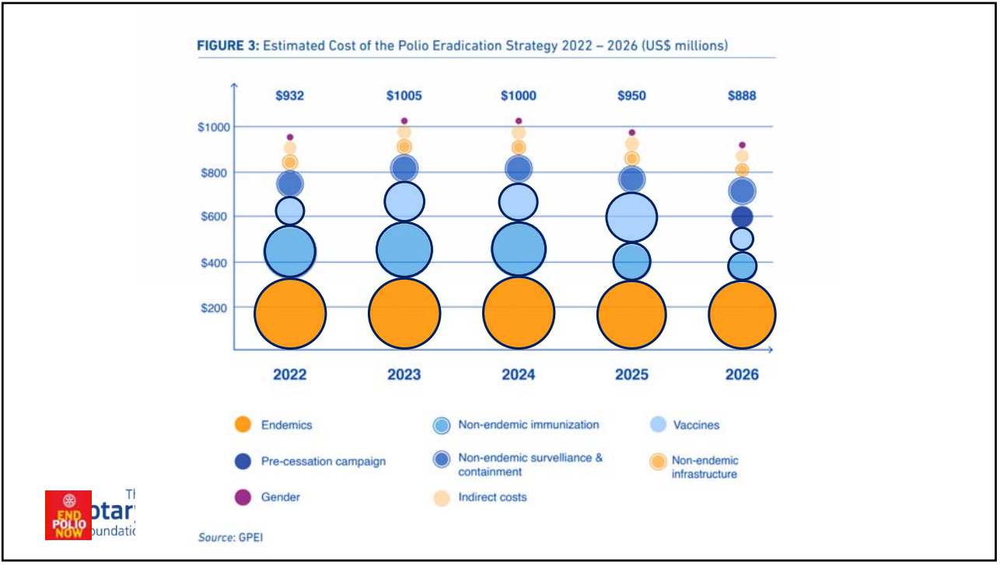 FIGURE 3: Estimated Cost of the Polio Eradication Strategy 2022 – 2026 (US$ millions)
$932 $1005 $1000 $950 $888
$1000
$800
$600
$400
$200
2022 2023 2024 2025 2026
Endemics
Non-endemic immunization
Vaccines
Pre-cessation campaign
Non-endemic survelliance &
containment
Non-endemic
infrastructure
Gender
Indirect costs
END
POLIO
NOW
Source: GPEI